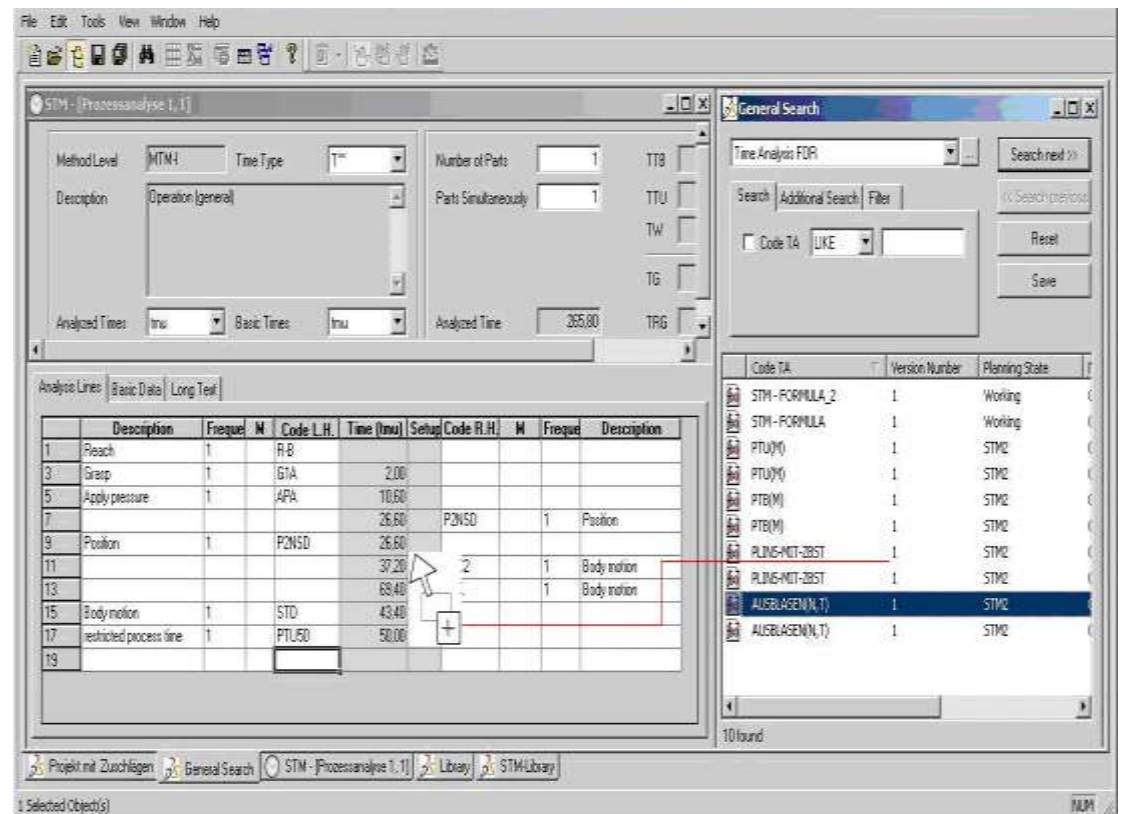 File Edit Tools View Window Help
STM - [Prozessanalyse 1, 1]
Method Level MTM-1 Time Type T** Number of Parts 1 TTB
Description Operation (general) Parts Simultaneously 1 TTU
TW
TG
Analyzed Times tmu Basic Times tmu Analyzed Time 265,80 TRG
Analysis Lines Basic Data Long Text
Description Freque M Code L.H. Time (tmu) Setup Code R.H. M Freque Description
1 Reach 1 R-B
3 Grasp 1 G1A 2,00
5 Apply pressure 1 APA 10,60
7 26,60 P2NSD 1 Position
9 Position 1 P2NSD 26,60
11 37,20 2 1 Body motion
13 69,40 1 Body motion
15 Body motion 1 STD 43,40
17 restricted process time 1 PTU50 50,00
19
General Search
Time Analysis FOR ... Search next >>
Search Additional Search Filter << Search previous
Code TA LIKE Reset
Save
Code TA Version Number Planning State
STM - FORMULA_2 1 Working
STM - FORMULA 1 Working
PTU(M) 1 STM2
PTU(M) 1 STM2
PTB(M) 1 STM2
PTB(M) 1 STM2
PLINS-MIT-ZBST 1 STM2
PLINS-MIT-ZBST 1 STM2
AUSBLASEN(N,T) 1 STM2
AUSBLASEN(N,T) 1 STM2
10 found
Projekt mit Zuschlägen General Search STM - [Prozessanalyse 1, 1] Library STM-Library
1 Selected Object(s) NUM